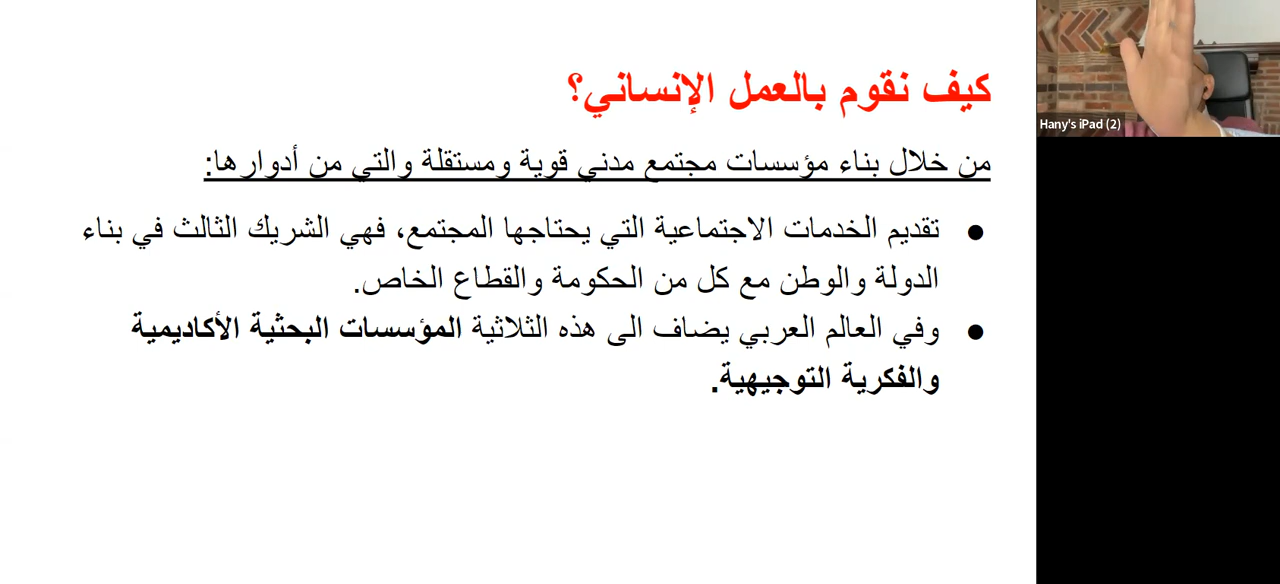 كيف نقوم بالعمل الإنساني؟
من خلال بناء مؤسسات مجتمع مدني قوية ومستقلة والتي من أدوارها:
● تقديم الخدمات الاجتماعية التي يحتاجها المجتمع، فهي الشريك الثالث في بناء
الدولة والوطن مع كل من الحكومة والقطاع الخاص.
● وفي العالم العربي يضاف الى هذه الثلاثية المؤسسات البحثية الأكاديمية
والفكرية التوجيهية.
Hany's iPad (2)